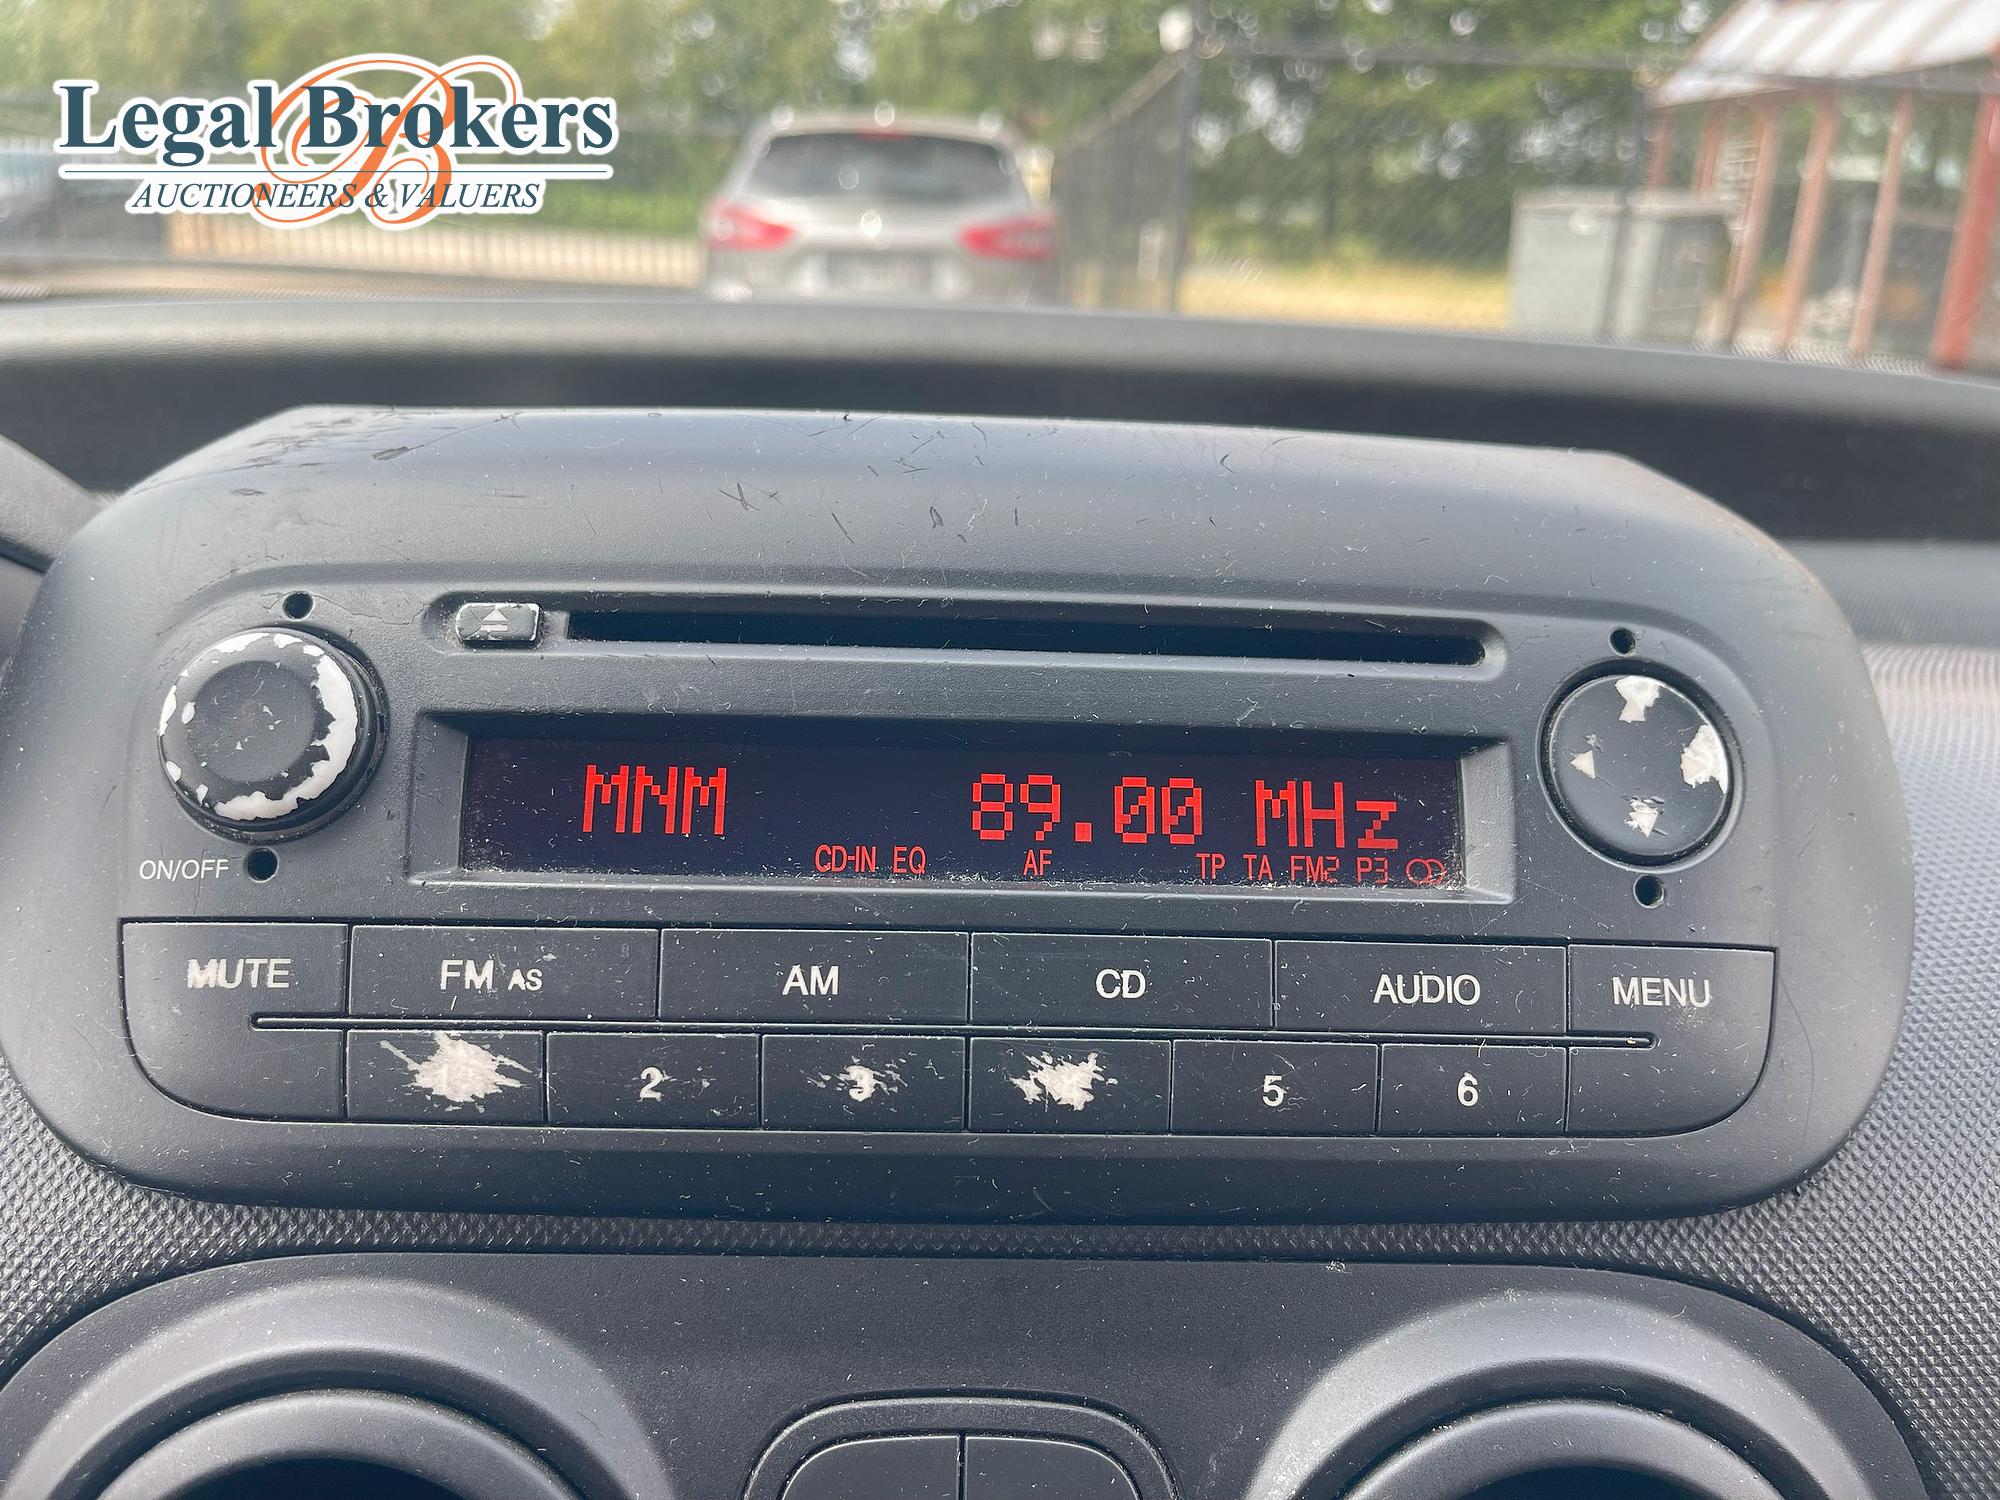 Legal Brokers
AUCTIONEERS & VALUERS
MNM 89.00 MHz
CD-IN EQ AF TP TA FM2 P3
ON/OFF
MUTE FM AS AM CD AUDIO MENU
2 3 5 6